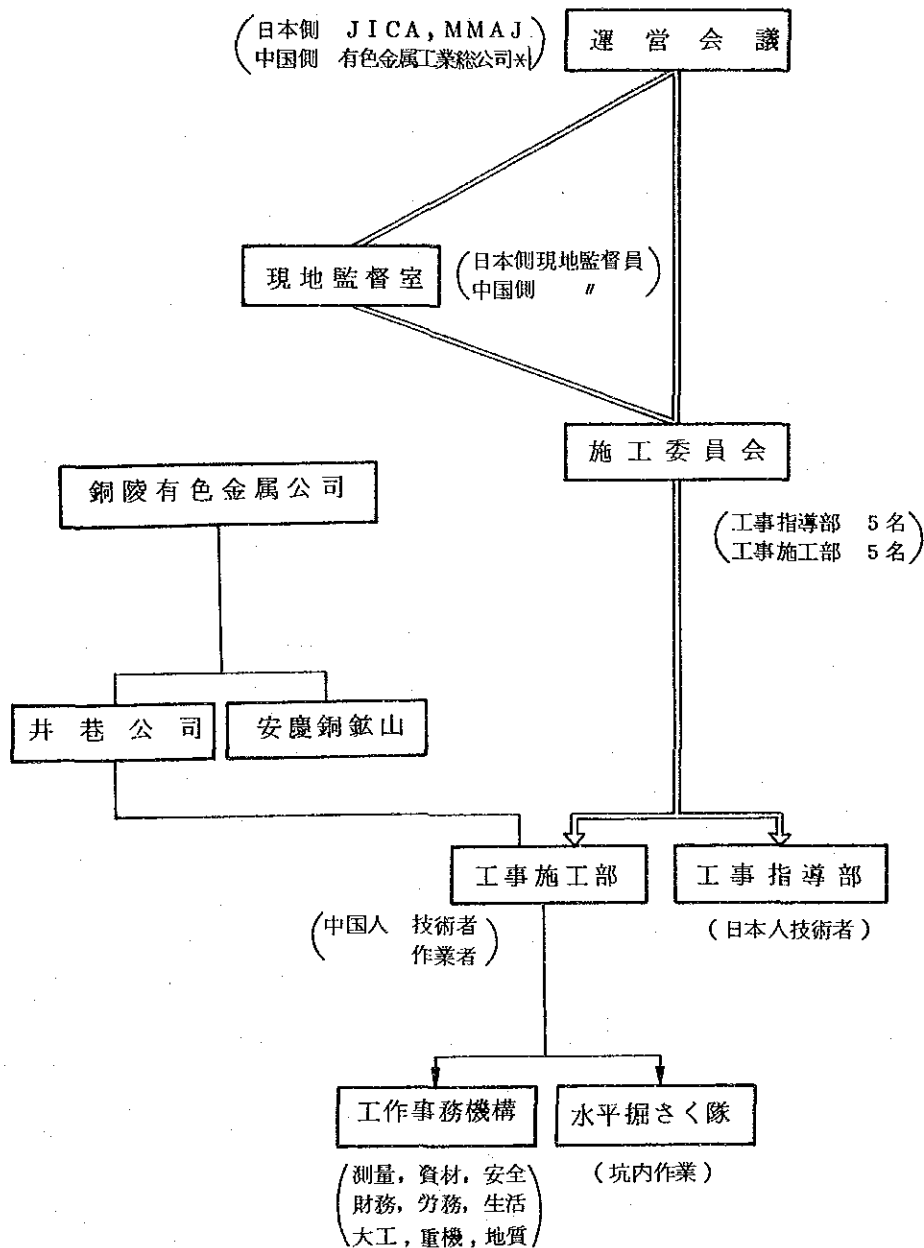 (日本側 JICA, MMAJ)
(中国側 有色金属工業総公司*)
運営会議
現地監督室
(日本側現地監督員)
(中国側 〃)
施工委員会
(工事指導部 5名)
(工事施工部 5名)
銅陵有色金属公司
井巷公司
安慶銅鉱山
工事施工部
工事指導部
(中国人 技術者
作業者)
(日本人技術者)
工作事務機構
水平掘さく隊
(測量,資材,安全
財務,労務,生活
大工,重機,地質)
(坑内作業)